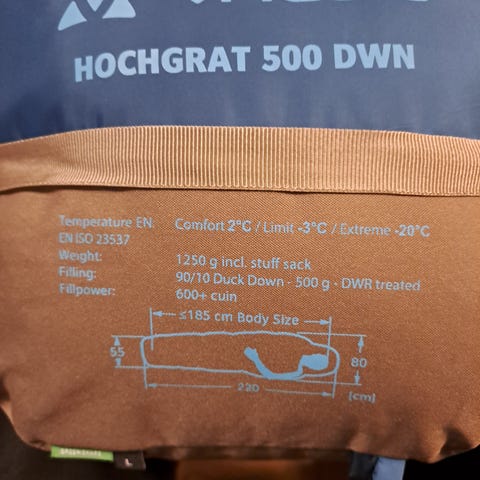 HOCHGRAT 500 DWN
Temperature EN: Comfort 2°C / Limit -3°C / Extreme -20°C
EN ISO 23537
Weight: 1250 g incl. stuff sack
Filling: 90/10 Duck Down - 500 g - DWR treated
Fillpower: 600+ cuin
≤185 cm Body Size
55
80
220
[cm]
L